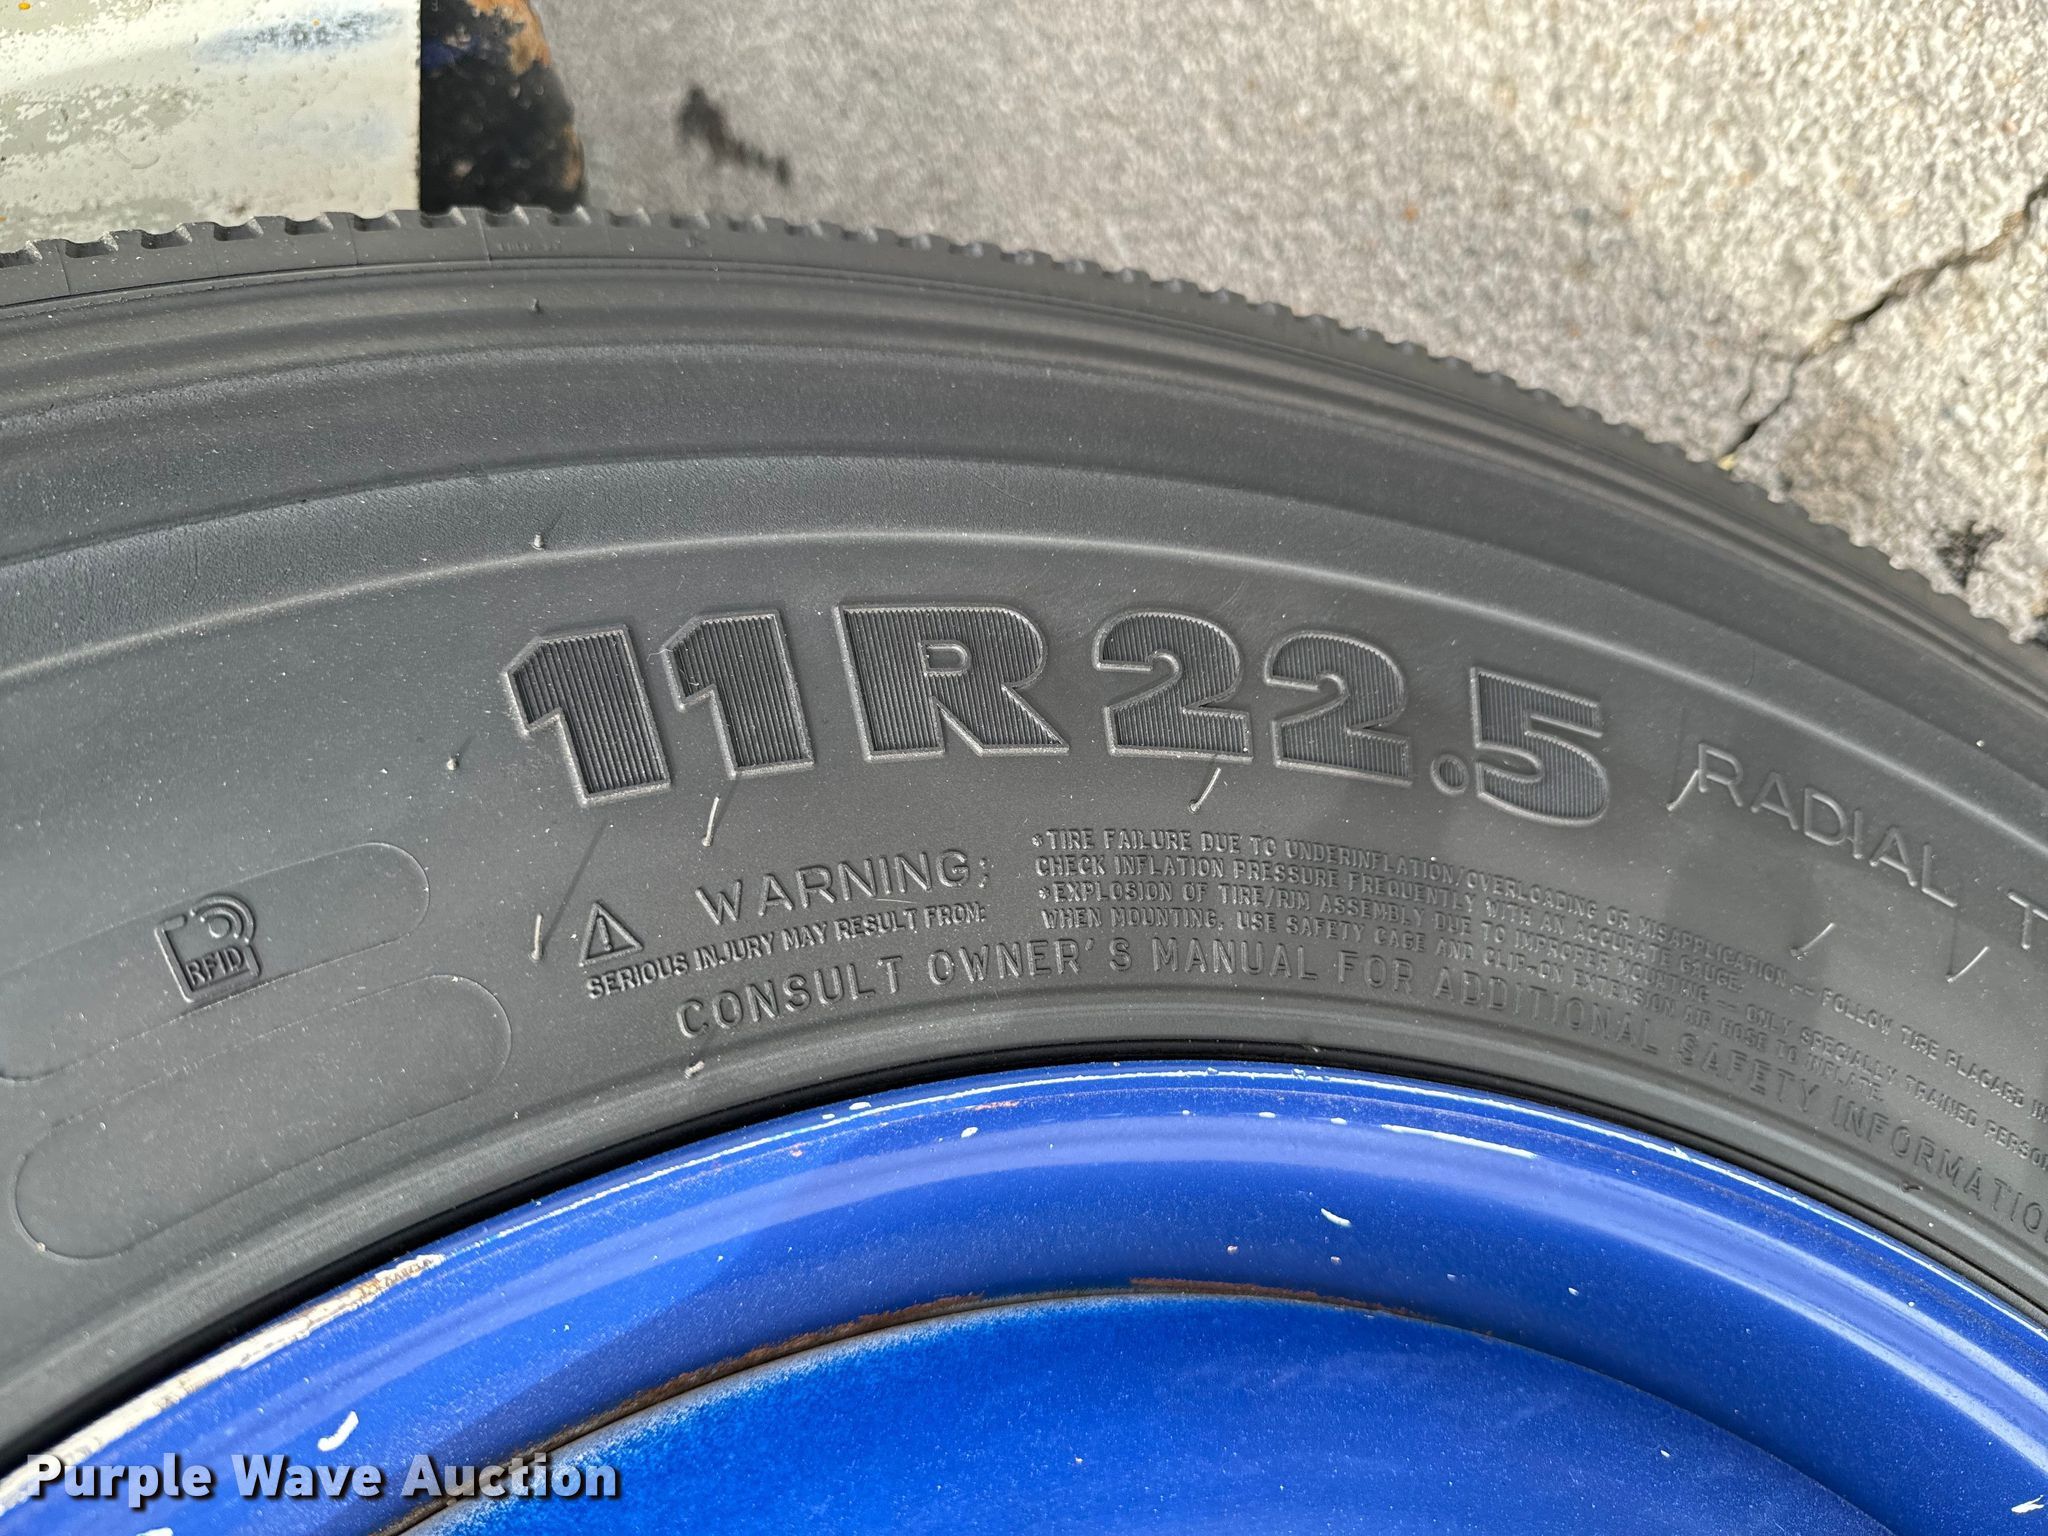 11R22.5
RADIAL T
RFID
WARNING:
SERIOUS INJURY MAY RESULT FROM:
*TIRE FAILURE DUE TO UNDERINFLATION/OVERLOADING OR MISAPPLICATION -- FOLLOW TIRE PLACARD IN
CHECK INFLATION PRESSURE FREQUENTLY WITH AN ACCURATE GAUGE.
*EXPLOSION OF TIRE/RIM ASSEMBLY DUE TO IMPROPER MOUNTING -- ONLY SPECIALLY TRAINED PERSON
WHEN MOUNTING, USE SAFETY CAGE AND CLIP-ON EXTENSION AIR HOSE TO INFLATE.
CONSULT OWNER'S MANUAL FOR ADDITIONAL SAFETY INFORMATION
Purple Wave Auction